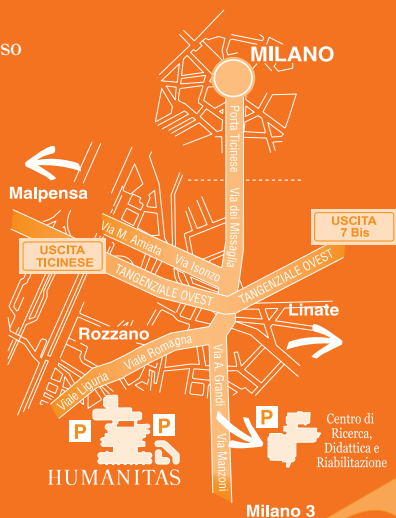 SO
MILANO
Porta Ticinese
Via dei Missaglia
Malpensa
USCITA
7 Bis
USCITA
TICINESE
Via M. Amiata
Via Isonzo
TANGENZIALE OVEST
TANGENZIALE OVEST
Linate
Rozzano
Viale Romagna
Viale Liguria
Via A. Grandi
Via Manzoni
P
P
P
HUMANITAS
Centro di
Ricerca,
Didattica e
Riabilitazione
Milano 3